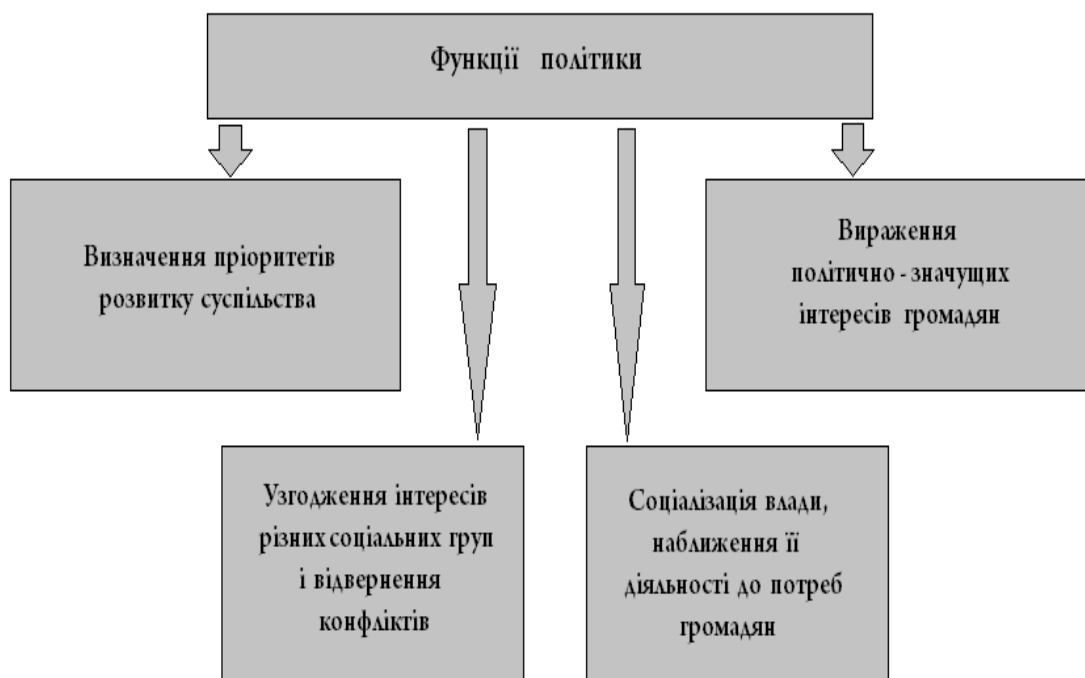 Функції політики
Визначення пріоритетів
розвитку суспільства
Вираження
політично - значущих
інтересів громадян
Узгодження інтересів
різних соціальних груп
і відвернення
конфліктів
Соціалізація влади,
наближення її
діяльності до потреб
громадян